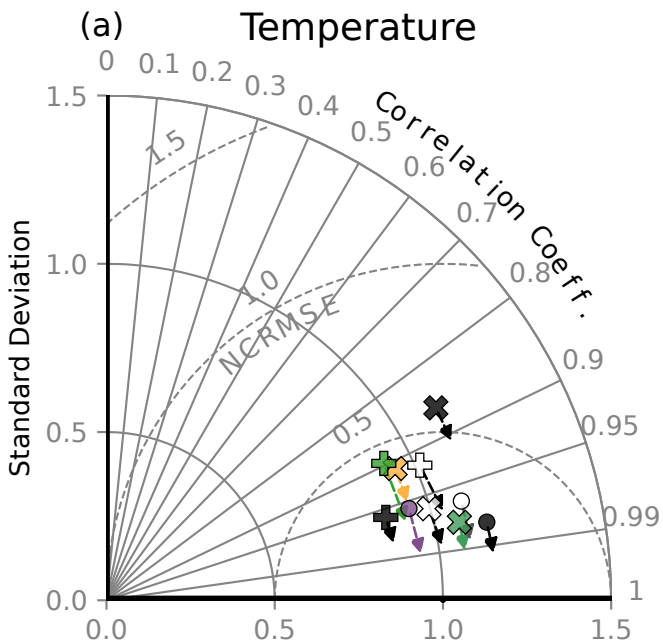 (a) Temperature
0 0.1 0.2 0.3 0.4 0.5 0.6 0.7 0.8 0.9 0.95 0.99 1
Correlation Coeff.
Standard Deviation
1.5
1.0
0.5
0.0
1.5
1.0
NCRMSE
0.5
0.0 0.5 1.0 1.5